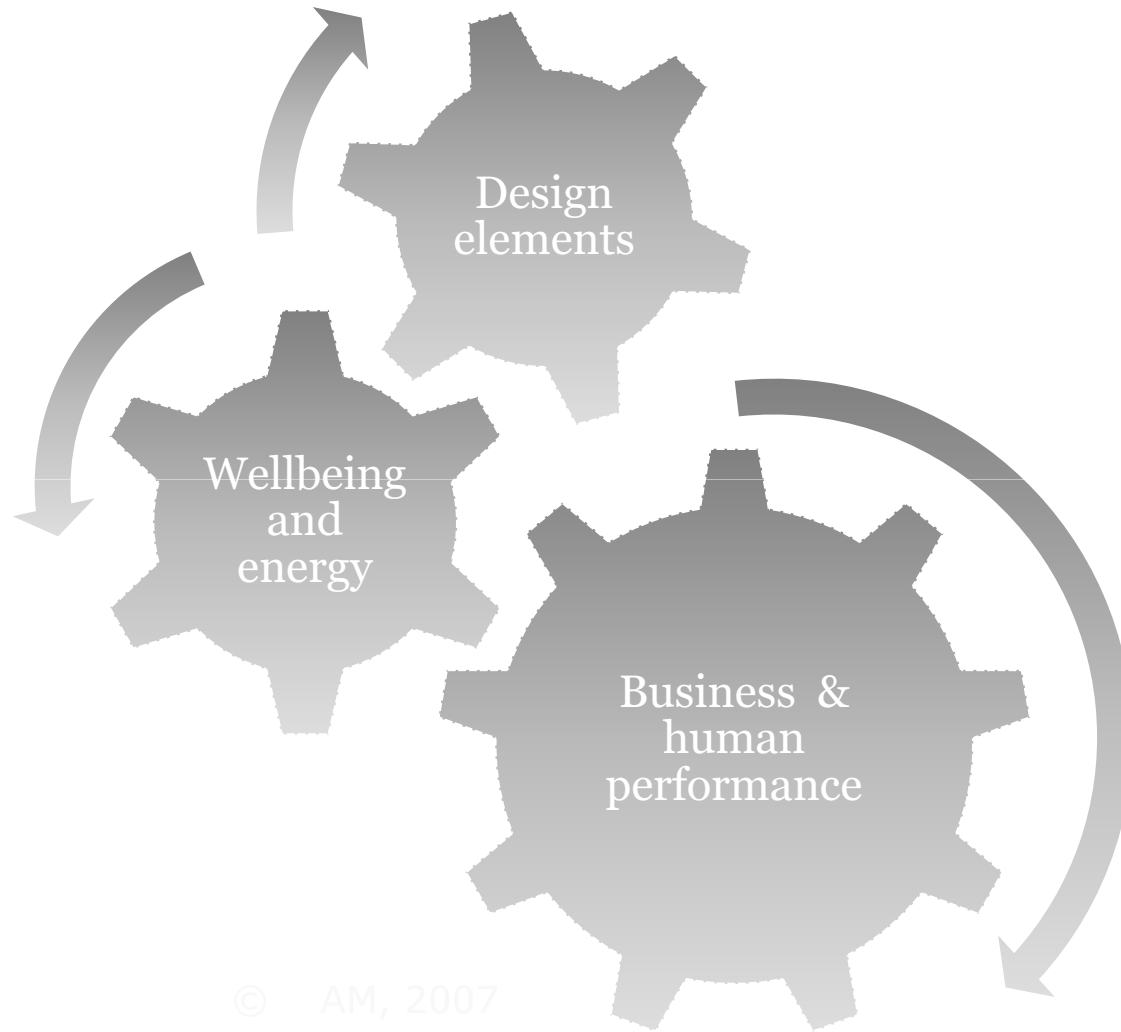 Design
elements
Wellbeing
and
energy
Business &
human
performance
© AM, 2007